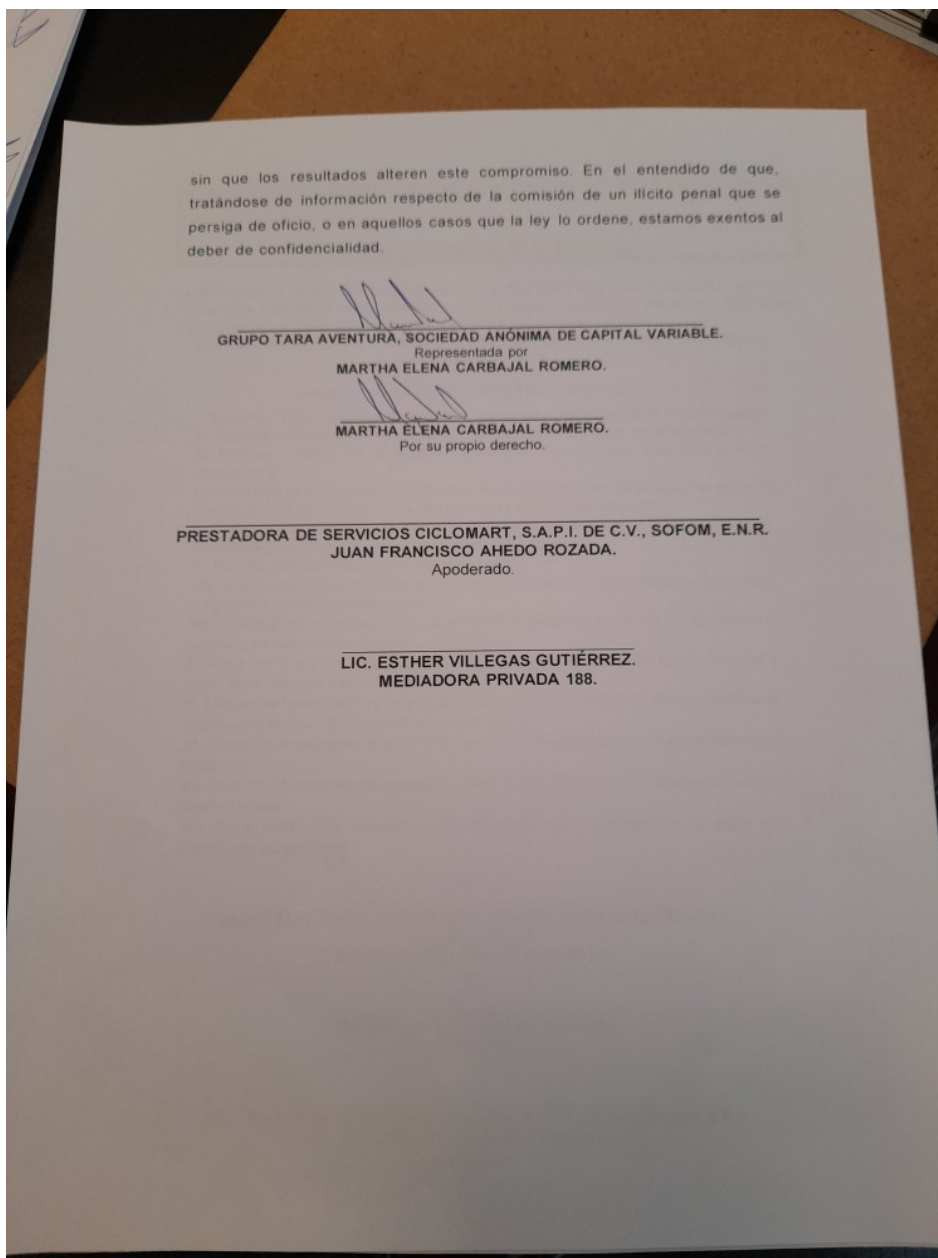 sin que los resultados alteren este compromiso. En el entendido de que,
tratándose de información respecto de la comisión de un ilícito penal que se
persiga de oficio, o en aquellos casos que la ley lo ordene, estamos exentos al
deber de confidencialidad.
GRUPO TARA AVENTURA, SOCIEDAD ANÓNIMA DE CAPITAL VARIABLE.
Representada por
MARTHA ELENA CARBAJAL ROMERO.
MARTHA ELENA CARBAJAL ROMERO.
Por su propio derecho.
PRESTADORA DE SERVICIOS CICLOMART, S.A.P.I. DE C.V., SOFOM, E.N.R.
JUAN FRANCISCO AHEDO ROZADA.
Apoderado.
LIC. ESTHER VILLEGAS GUTIÉRREZ.
MEDIADORA PRIVADA 188.